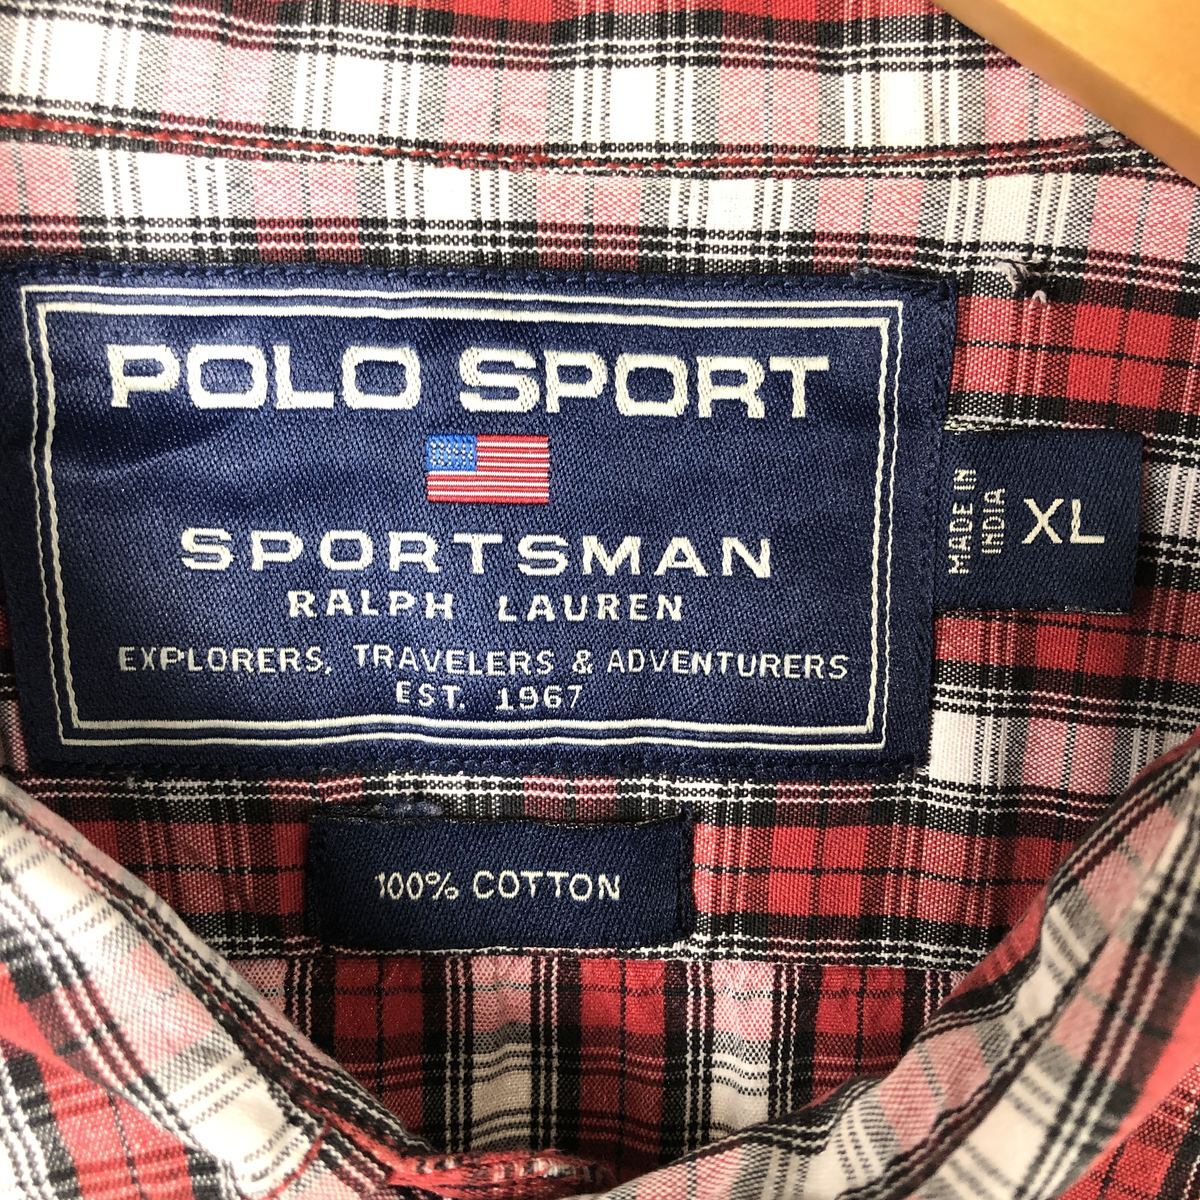 POLO SPORT
SPORTSMAN
RALPH LAUREN
EXPLORERS, TRAVELERS & ADVENTURERS
EST. 1967
MADE IN
INDIA
XL
100% COTTON